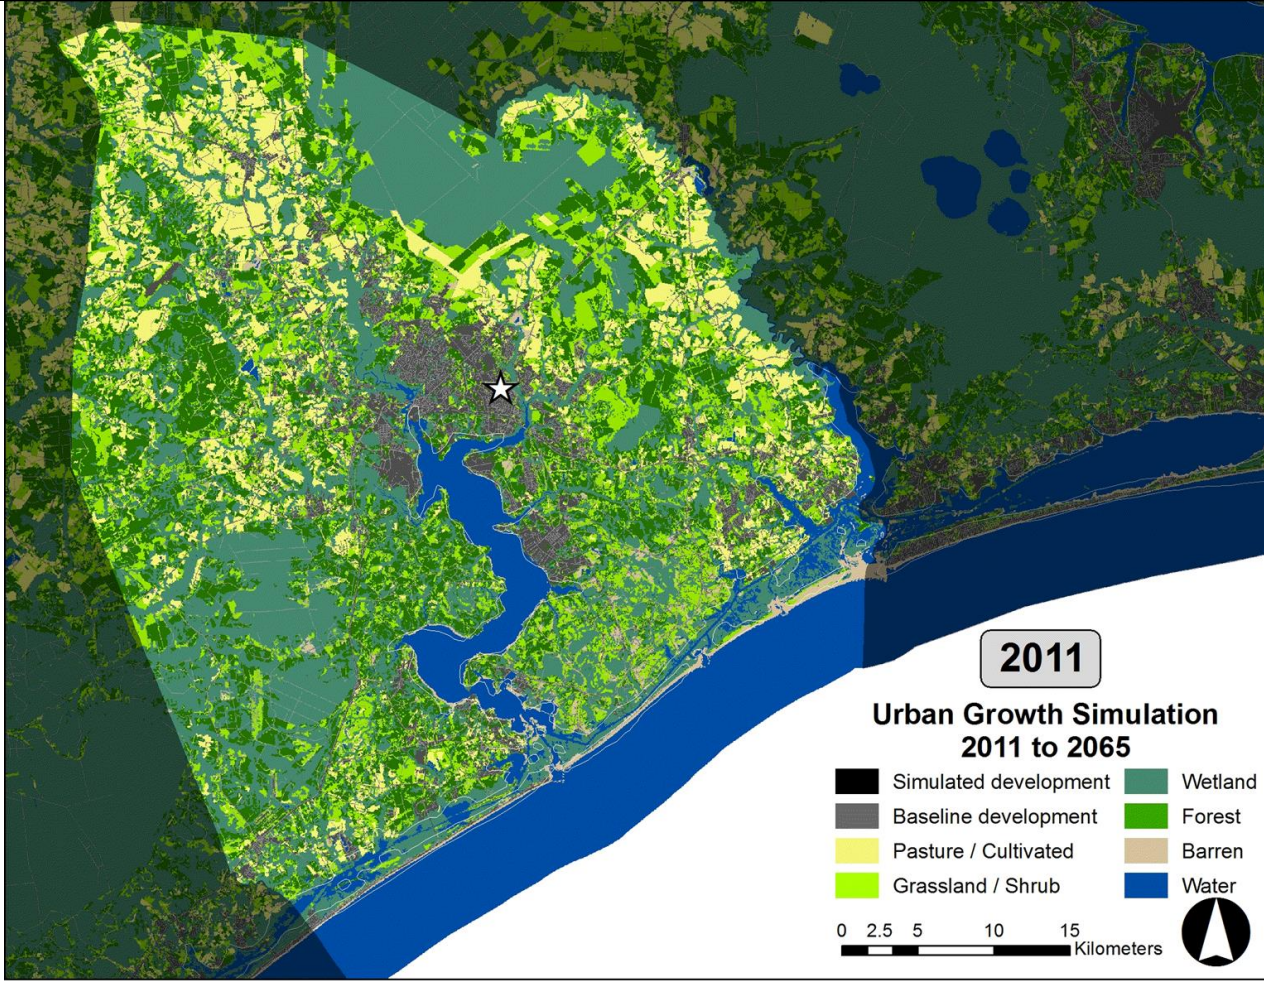 2011
Urban Growth Simulation
2011 to 2065
Simulated development
Wetland
Baseline development
Forest
Pasture / Cultivated
Barren
Grassland / Shrub
Water
0 2.5 5 10 15
Kilometers